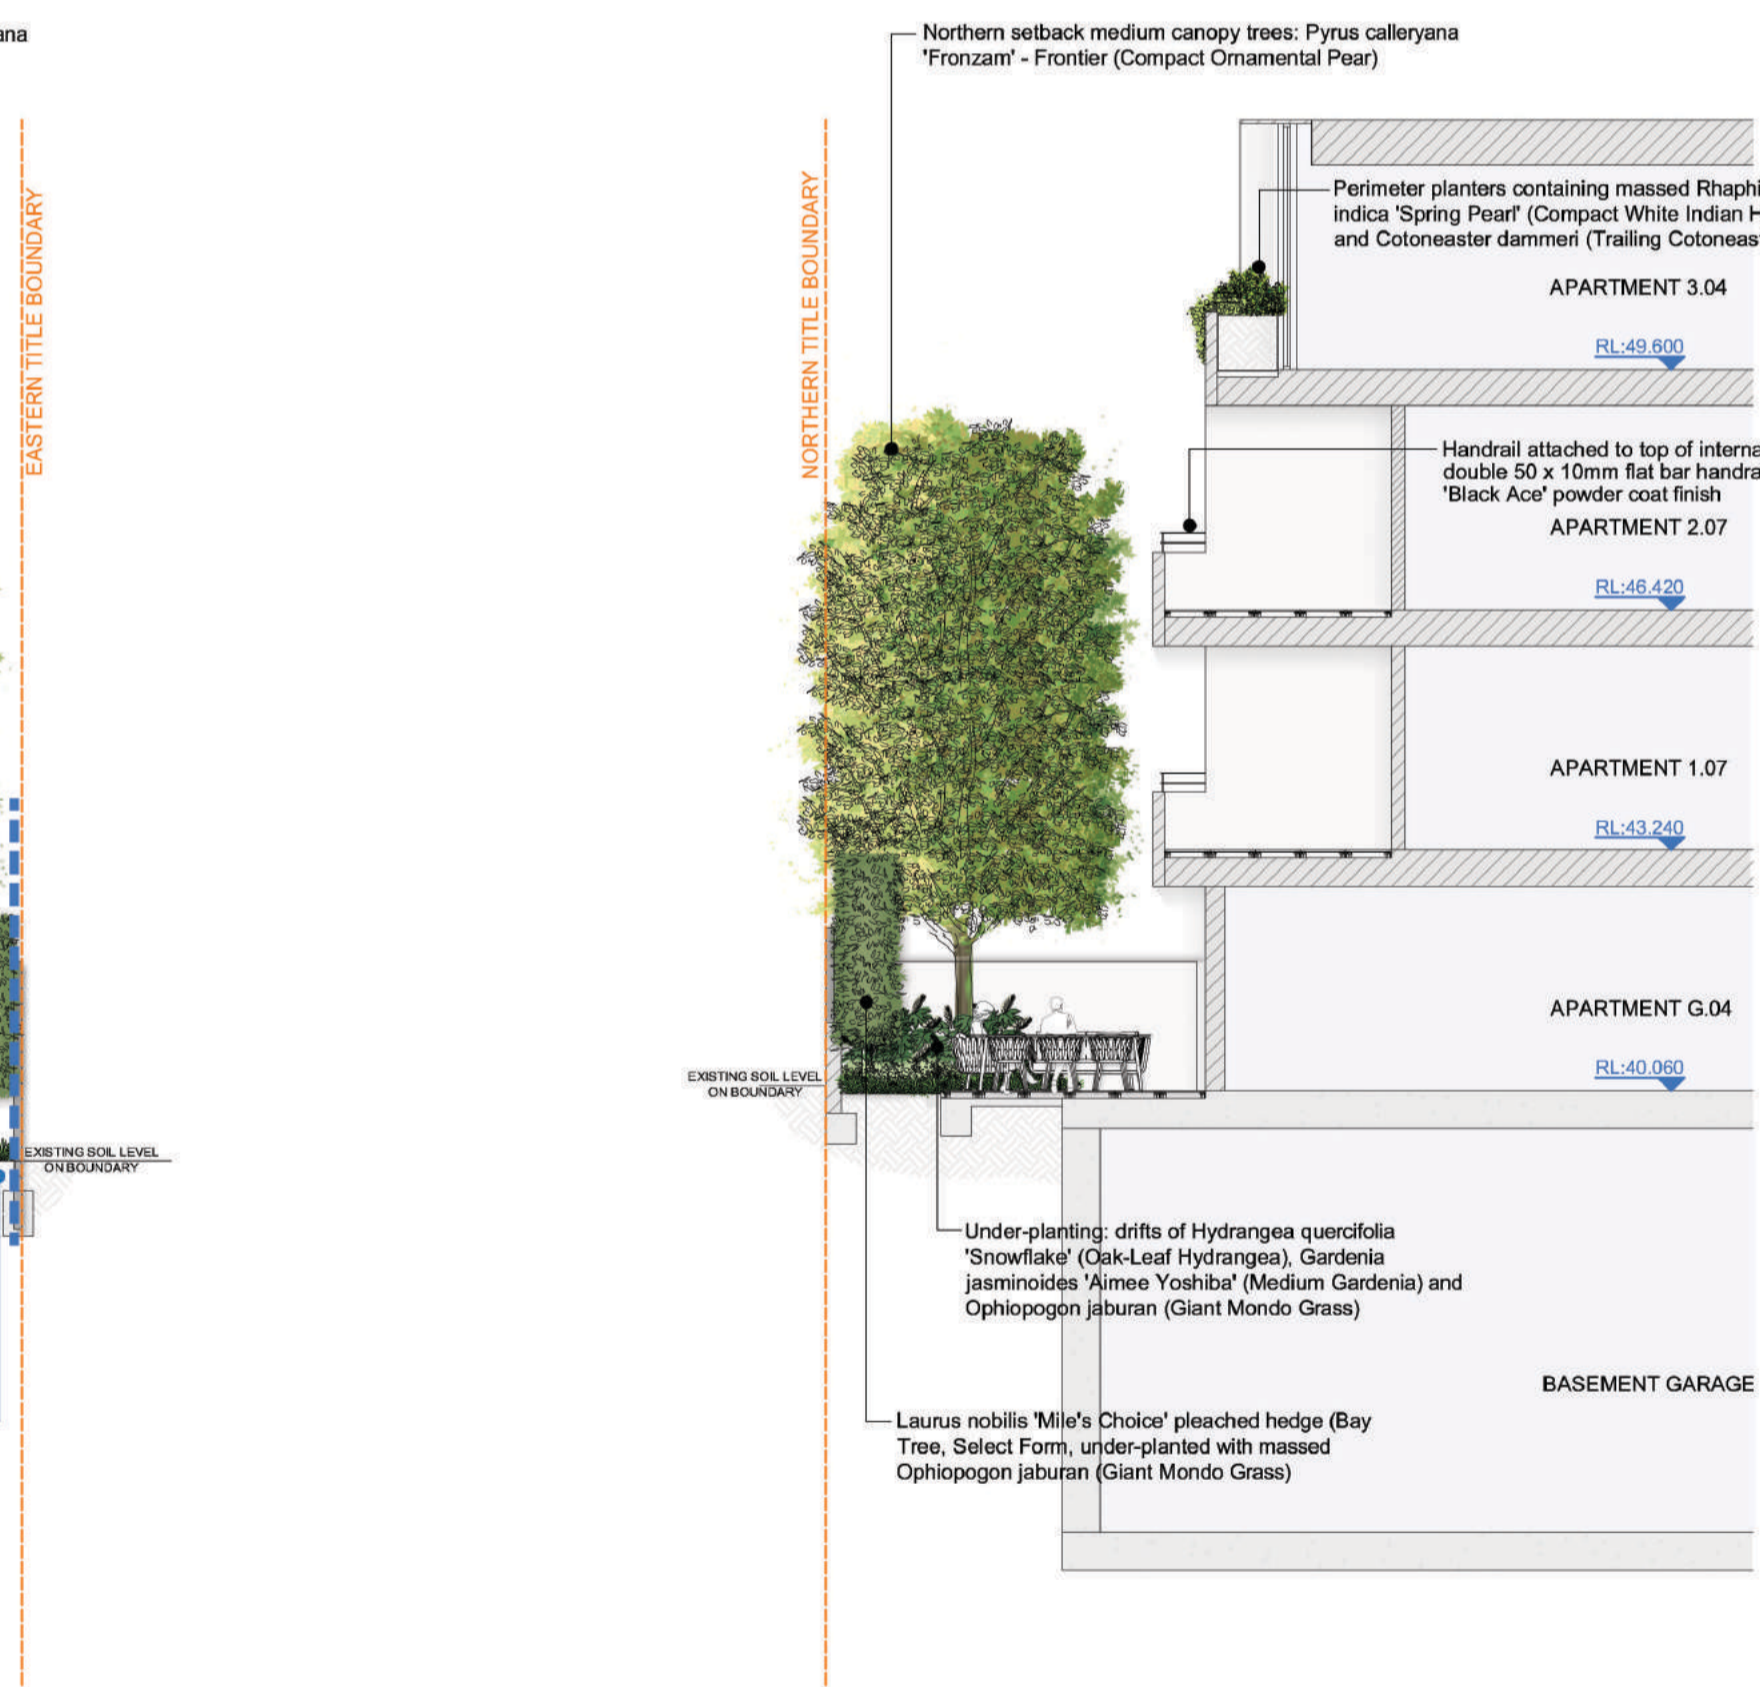 ana
EASTERN TITLE BOUNDARY
EXISTING SOIL LEVEL
ON BOUNDARY
Northern setback medium canopy trees: Pyrus calleryana
'Fronzam' - Frontier (Compact Ornamental Pear)
NORTHERN TITLE BOUNDARY
Perimeter planters containing massed Rhaphi
indica 'Spring Pearl' (Compact White Indian H
and Cotoneaster dammeri (Trailing Cotoneas
APARTMENT 3.04
RL:49.600
Handrail attached to top of interna
double 50 x 10mm flat bar handra
'Black Ace' powder coat finish
APARTMENT 2.07
RL:46.420
APARTMENT 1.07
RL:43.240
APARTMENT G.04
RL:40.060
EXISTING SOIL LEVEL
ON BOUNDARY
Under-planting: drifts of Hydrangea quercifolia
'Snowflake' (Oak-Leaf Hydrangea), Gardenia
jasminoides 'Aimee Yoshiba' (Medium Gardenia) and
Ophiopogon jaburan (Giant Mondo Grass)
BASEMENT GARAGE
Laurus nobilis 'Mile's Choice' pleached hedge (Bay
Tree, Select Form, under-planted with massed
Ophiopogon jaburan (Giant Mondo Grass)